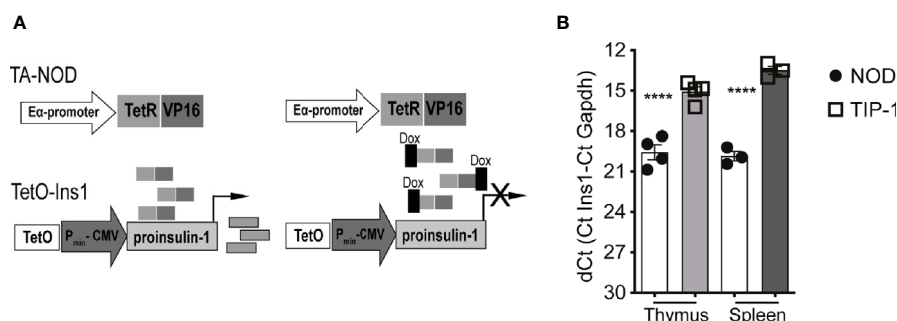 A
TA-NOD
Eα-promoter
TetR VP16
TetO-Ins1
TetO
Pmin- CMV
proinsulin-1
Eα-promoter
TetR VP16
Dox
Dox
Dox
X
TetO
Pmin-CMV
proinsulin-1
B
dCt (Ct Ins1-Ct Gapdh)
12
15
18
21
24
27
30
****
****
Thymus
Spleen
NOD
TIP-1